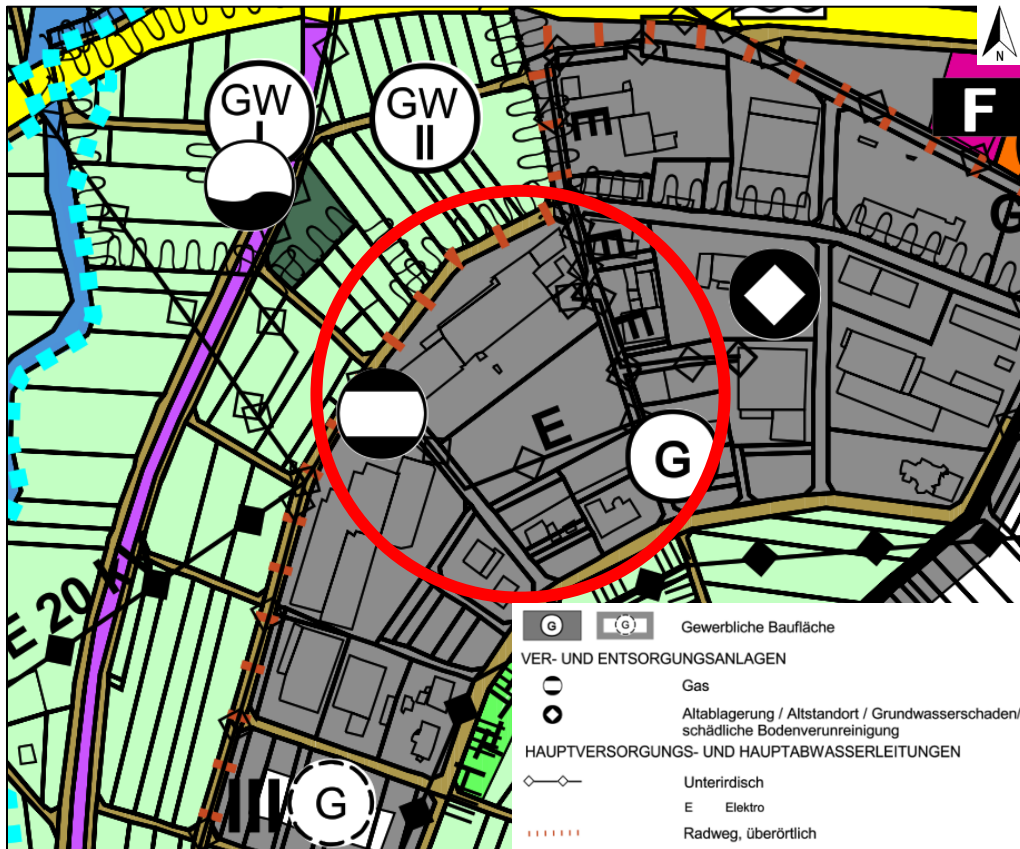 N
F
GW
I
GW
II
E
G
E
E
E
G
E 20 k
III
G
G
G
Gewerbliche Baufläche
VER- UND ENTSORGUNGSANLAGEN
Gas
Altablagerung / Altstandort / Grundwasserschaden/
schädliche Bodenverunreinigung
HAUPTVERSORGUNGS- UND HAUPTABWASSERLEITUNGEN
Unterirdisch
E Elektro
Radweg, überörtlich